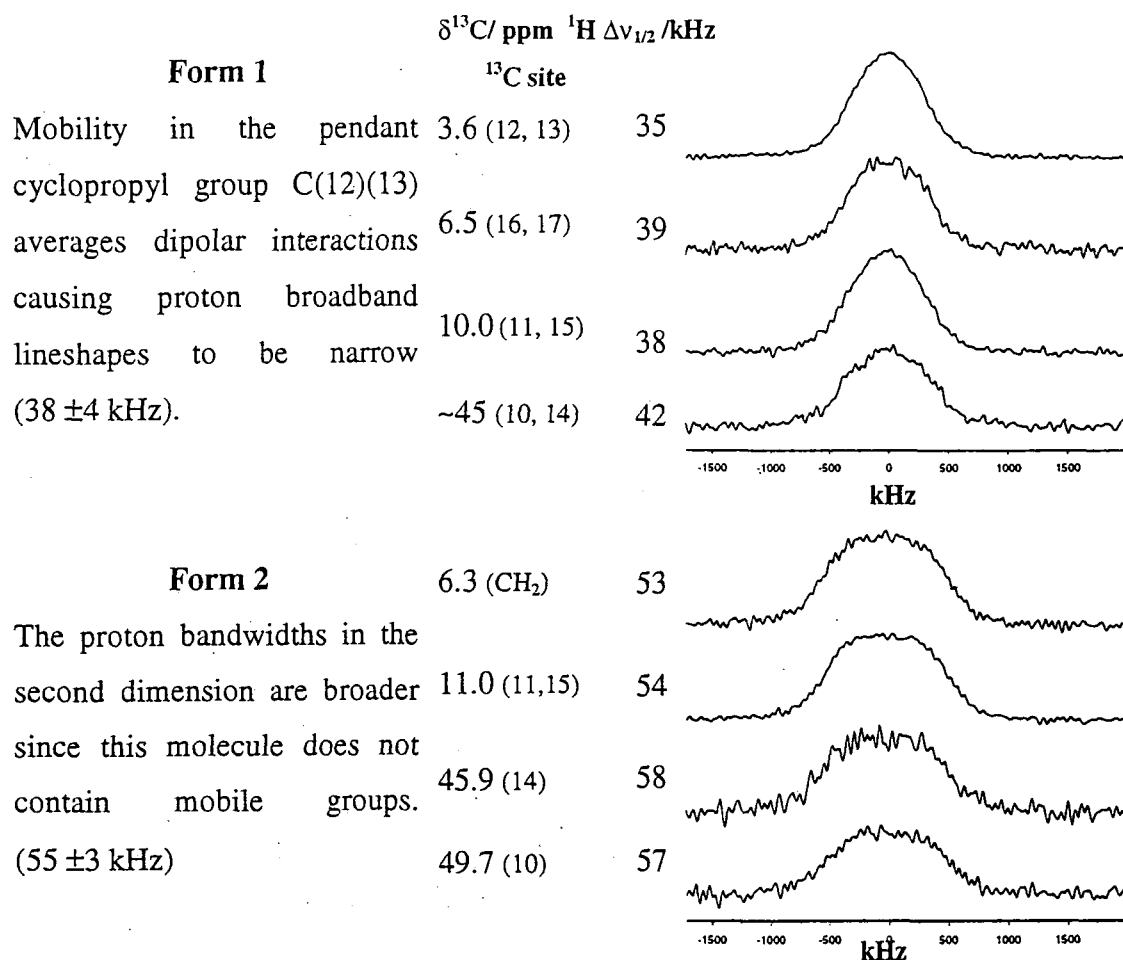 δ¹³C/ ppm ¹H Δν₁/₂ /kHz
Form 1
¹³C site
Mobility in the pendant
cyclopropyl group C(12)(13)
averages dipolar interactions
causing proton broadband
lineshapes to be narrow
(38 ±4 kHz).
3.6 (12, 13) 35
6.5 (16, 17) 39
10.0 (11, 15) 38
~45 (10, 14) 42
-1500 -1000 -500 0 500 1000 1500
kHz
Form 2
The proton bandwidths in the
second dimension are broader
since this molecule does not
contain mobile groups.
(55 ±3 kHz)
6.3 (CH₂) 53
11.0 (11,15) 54
45.9 (14) 58
49.7 (10) 57
-1500 -1000 -500 0 500 1000 1500
kHz